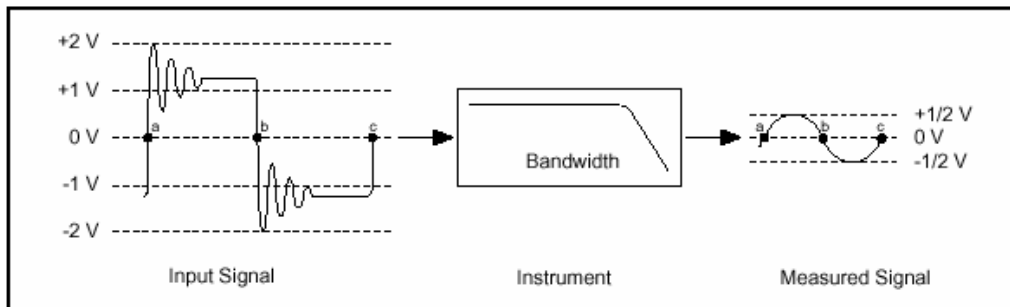 +2 V
+1 V
0 V
-1 V
-2 V
a
b
c
Input Signal
Bandwidth
Instrument
a
b
c
+1/2 V
0 V
-1/2 V
Measured Signal